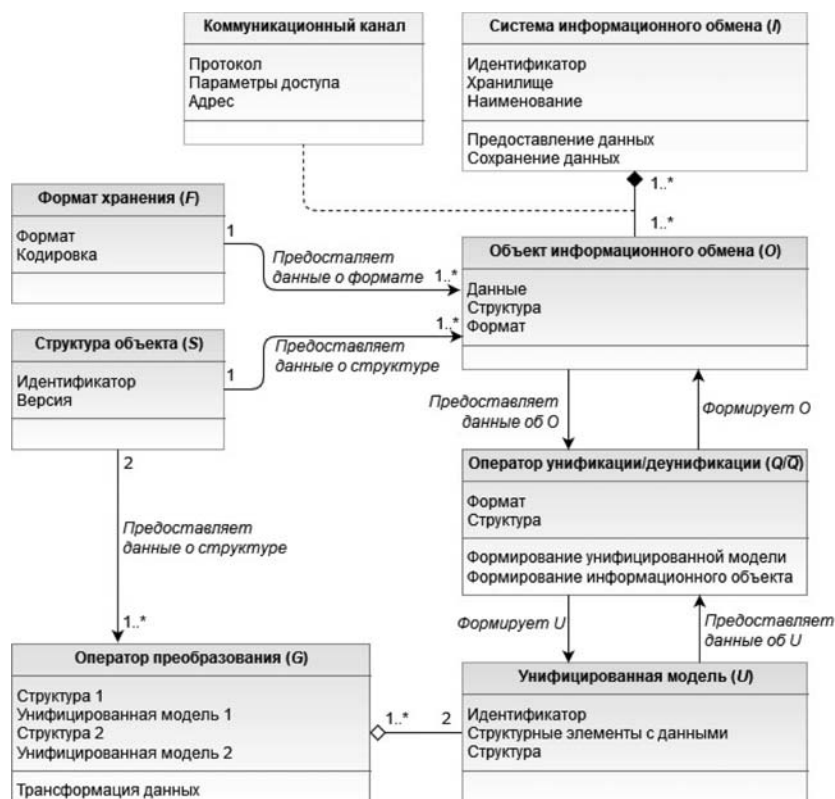 Коммуникационный канал
Протокол
Параметры доступа
Адрес
Система информационного обмена (I)
Идентификатор
Хранилище
Наименование
Предоставление данных
Сохранение данных
1..*
1..*
Формат хранения (F)
Формат
Кодировка
1
Предосталяет
данные о формате
1..*
Объект информационного обмена (O)
Данные
Структура
Формат
Структура объекта (S)
Идентификатор
Версия
1
Предоставляет
данные о структуре
1..*
2
Предоставляет
данные о структуре
1..*
Предоставляет
данные об O
Формирует O
Оператор унификации/деунификации (Q/Q̅)
Формат
Структура
Формирование унифицированной модели
Формирование информационного объекта
Формирует U
Предоставляет
данные об U
Оператор преобразования (G)
Структура 1
Унифицированная модель 1
Структура 2
Унифицированная модель 2
Трансформация данных
1..*
2
Унифицированная модель (U)
Идентификатор
Структурные элементы с данными
Структура